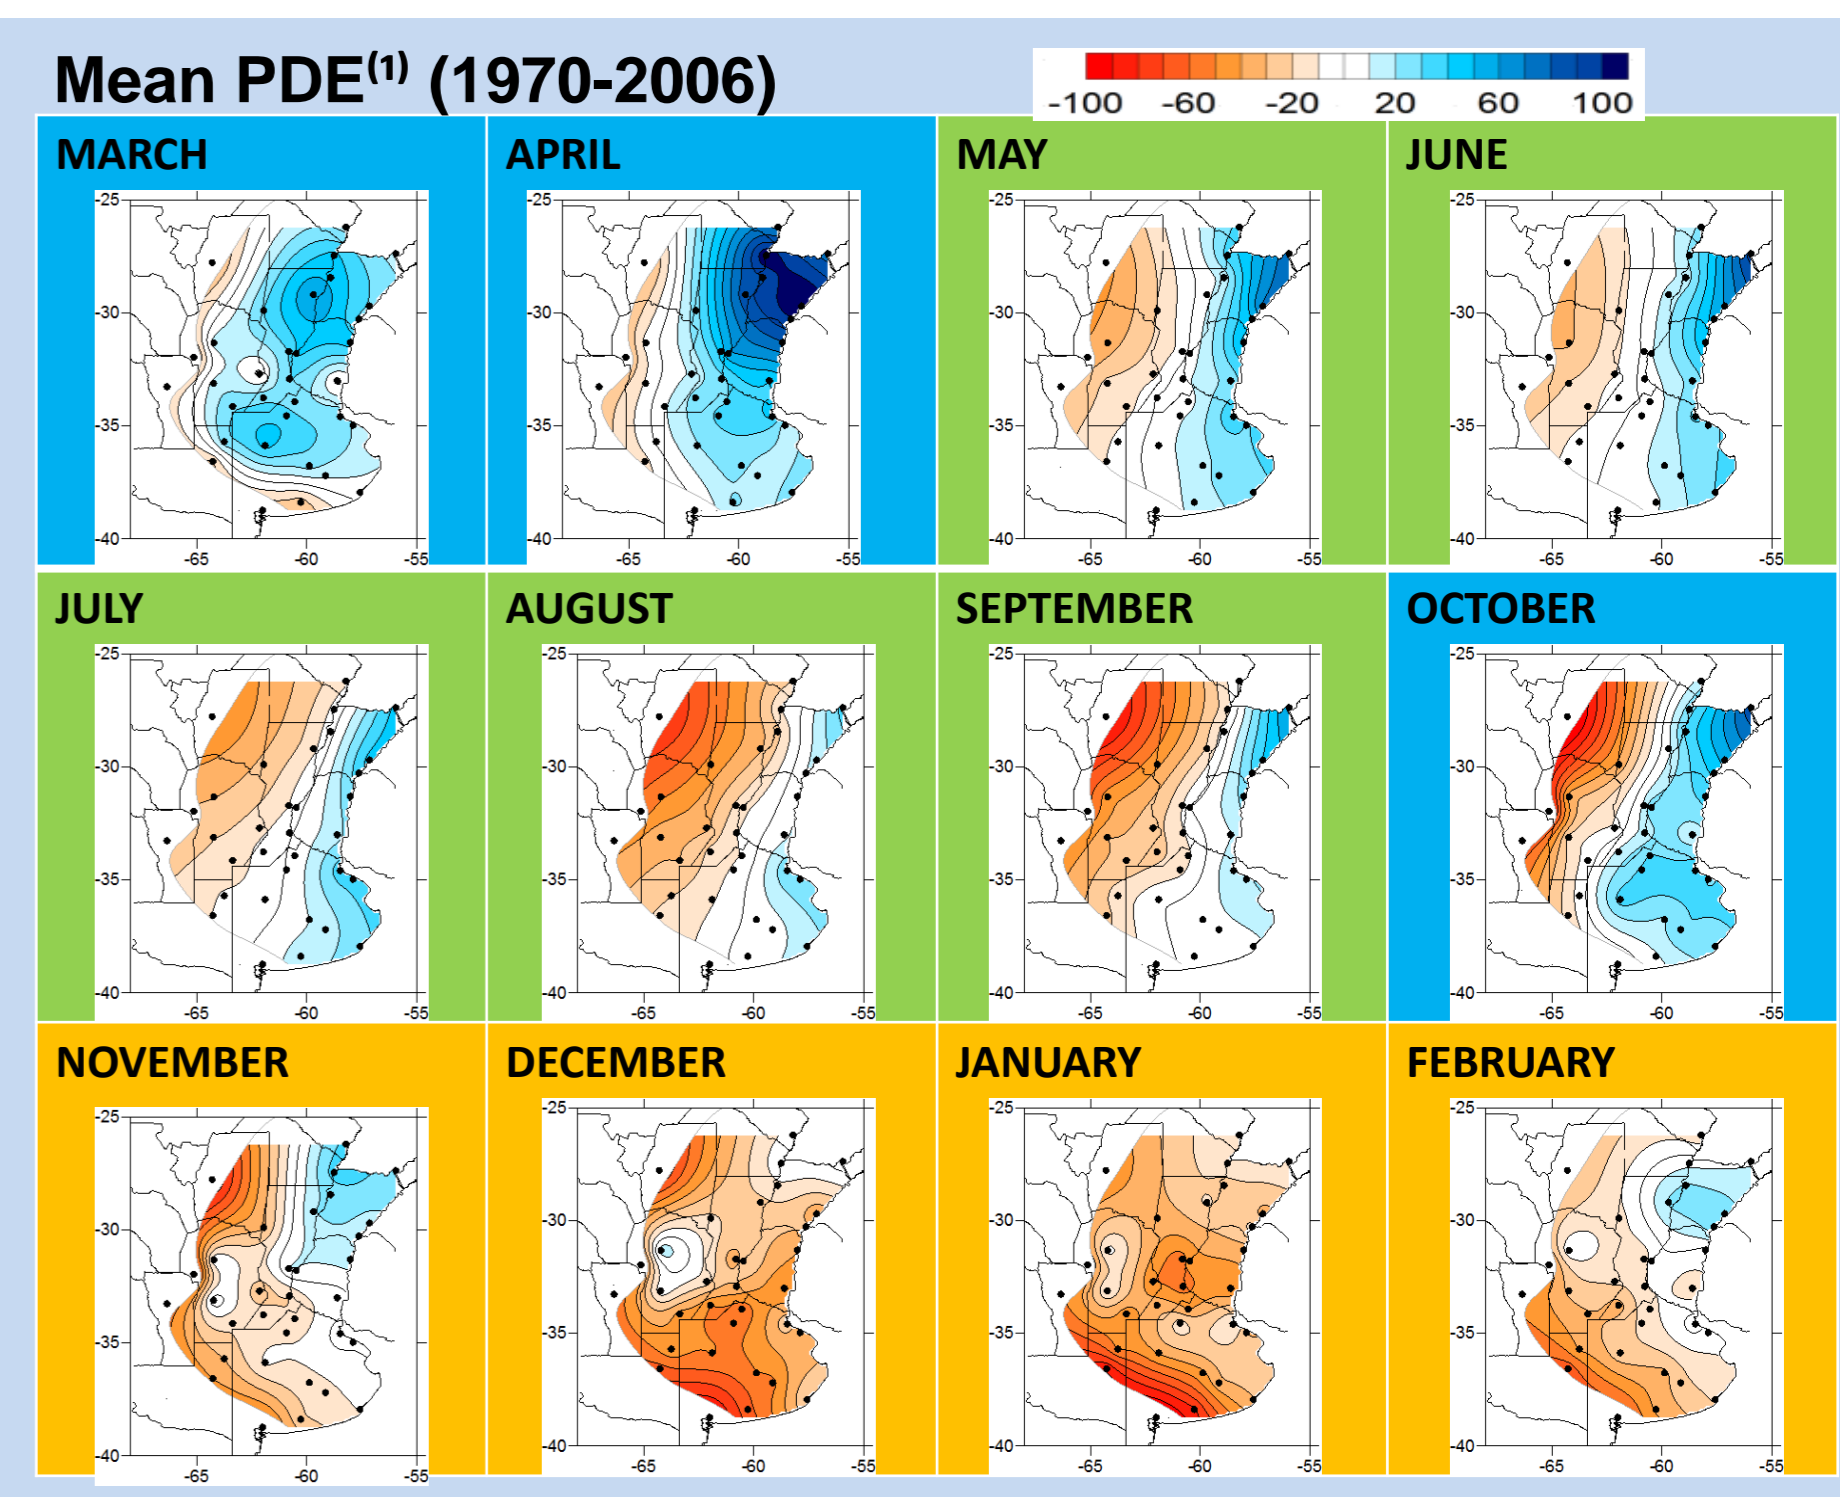 Mean PDE⁽¹⁾ (1970-2006)
-100 -60 -20 20 60 100
MARCH
APRIL
MAY
JUNE
-25
-30
-35
-40
-65 -60 -55
-25
-30
-35
-40
-65 -60 -55
-25
-30
-35
-40
-65 -60 -55
-25
-30
-35
-40
-65 -60 -55
JULY
AUGUST
SEPTEMBER
OCTOBER
-25
-30
-35
-40
-65 -60 -55
-25
-30
-35
-40
-65 -60 -55
-25
-30
-35
-40
-65 -60 -55
-25
-30
-35
-40
-65 -60 -55
NOVEMBER
DECEMBER
JANUARY
FEBRUARY
-25
-30
-35
-40
-65 -60 -55
-25
-30
-35
-40
-65 -60 -55
-25
-30
-35
-40
-65 -60 -55
-25
-30
-35
-40
-65 -60 -55